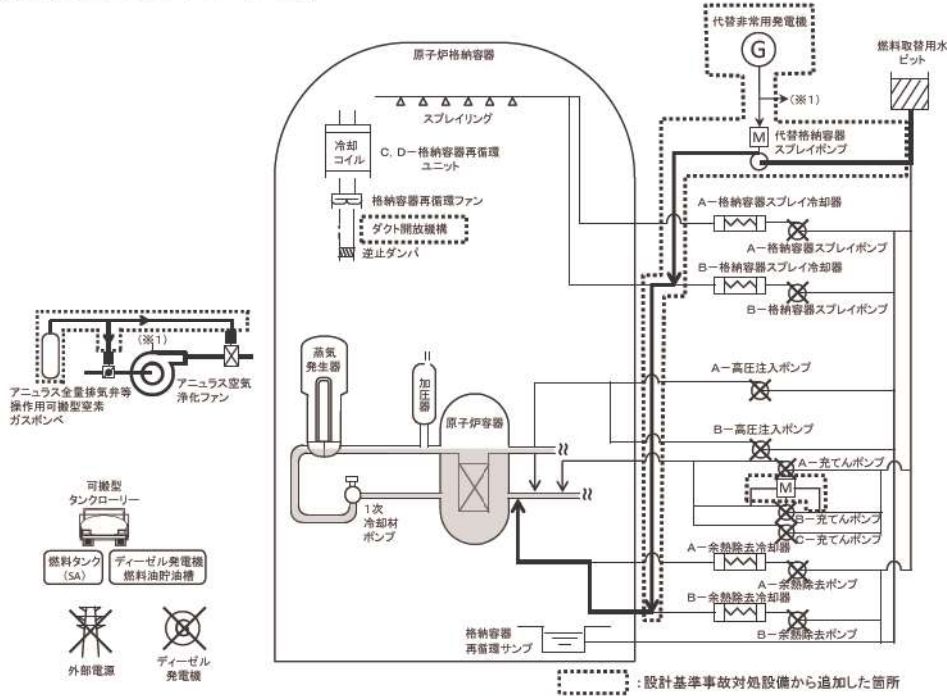 代替非常用発電機
G
(※1)
燃料取替用水
ピット
M
代替格納容器
スプレイポンプ
原子炉格納容器
スプレイリング
冷却
コイル
C,D-格納容器再循環
ユニット
格納容器再循環ファン
ダクト開放機構
逆止ダンパ
A-格納容器スプレイ冷却器
A-格納容器スプレイポンプ
B-格納容器スプレイ冷却器
B-格納容器スプレイポンプ
(※1)
アニュラス全量排気弁等
操作用可搬型窒素
ガスボンベ
アニュラス空気
浄化ファン
蒸気
発生器
加圧器
原子炉容器
1次
冷却材
ポンプ
A-高圧注入ポンプ
B-高圧注入ポンプ
A-充てんポンプ
M
B-充てんポンプ
C-充てんポンプ
A-余熱除去冷却器
A-余熱除去ポンプ
B-余熱除去冷却器
B-余熱除去ポンプ
格納容器
再循環サンプ
可搬型
タンクローリー
燃料タンク
(SA)
ディーゼル発電機
燃料油貯油槽
外部電源
ディーゼル
発電機
:設計基準事故対処設備から追加した箇所